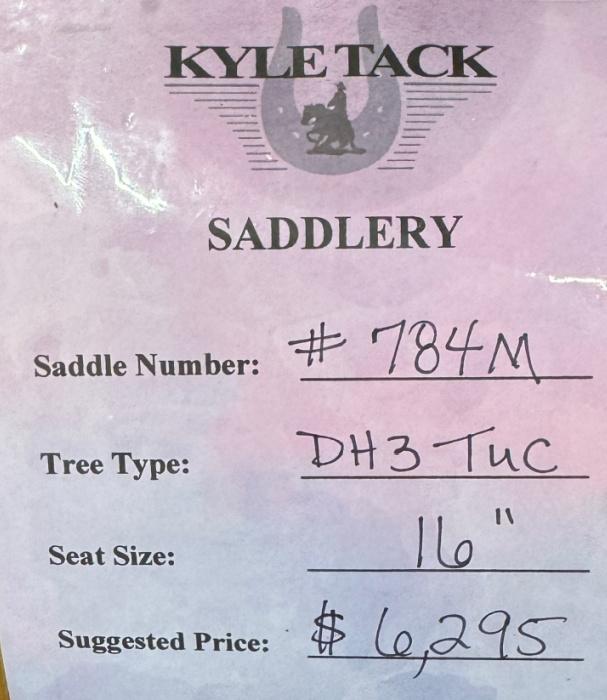 KYLE TACK
SADDLERY
Saddle Number: # 784M
Tree Type: DH3 TUC
Seat Size: 16"
Suggested Price: $ 6,295